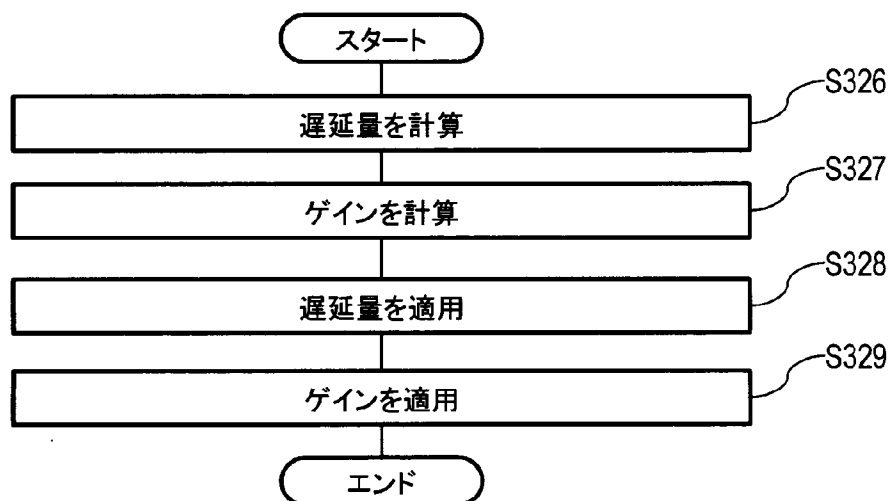 スタート
遅延量を計算
S326
ゲインを計算
S327
遅延量を適用
S328
ゲインを適用
S329
エンド